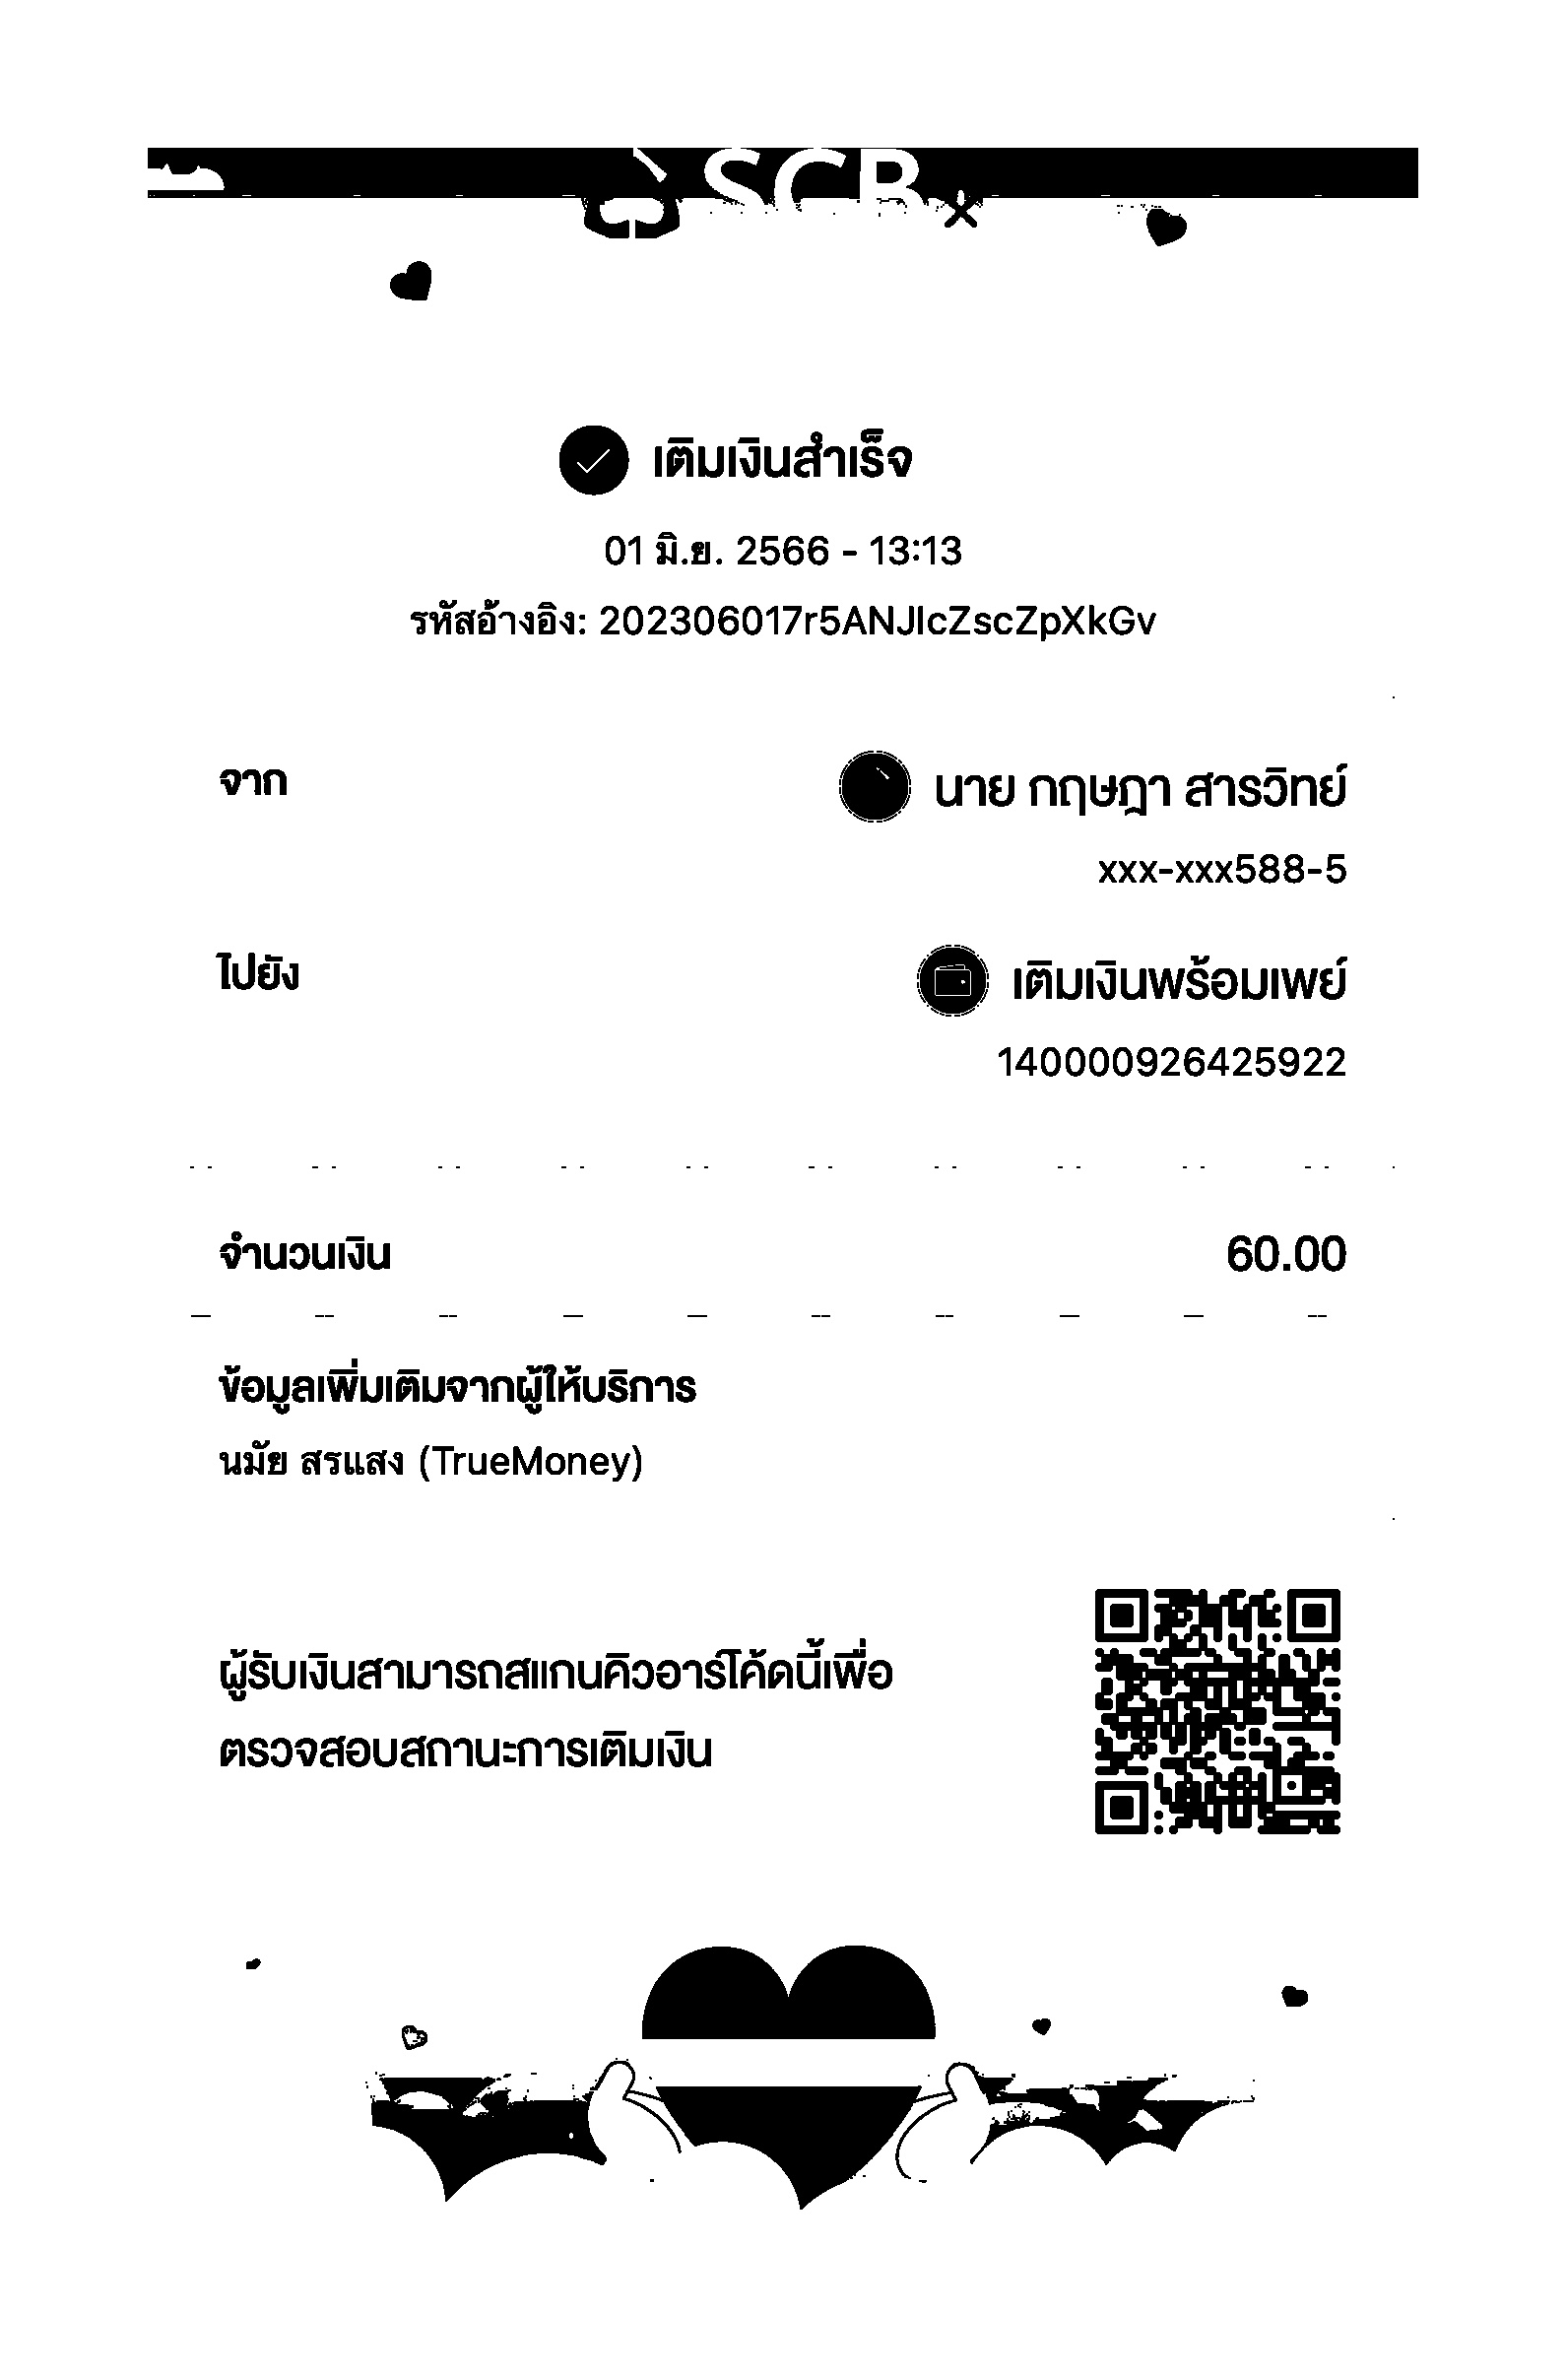 SCB
เติมเงินสำเร็จ
01 มิ.ย. 2566 - 13:13
รหัสอ้างอิง: 202306017r5ANJIcZscZpXkGv
จาก
นาย กฤษฎา สารวิทย์
xxx-xxx588-5
ไปยัง
เติมเงินพร้อมเพย์
140000926425922
จำนวนเงิน 60.00
ข้อมูลเพิ่มเติมจากผู้ให้บริการ
นมัย สรแสง (TrueMoney)
ผู้รับเงินสามารถสแกนคิวอาร์โค้ดนี้เพื่อ
ตรวจสอบสถานะการเติมเงิน